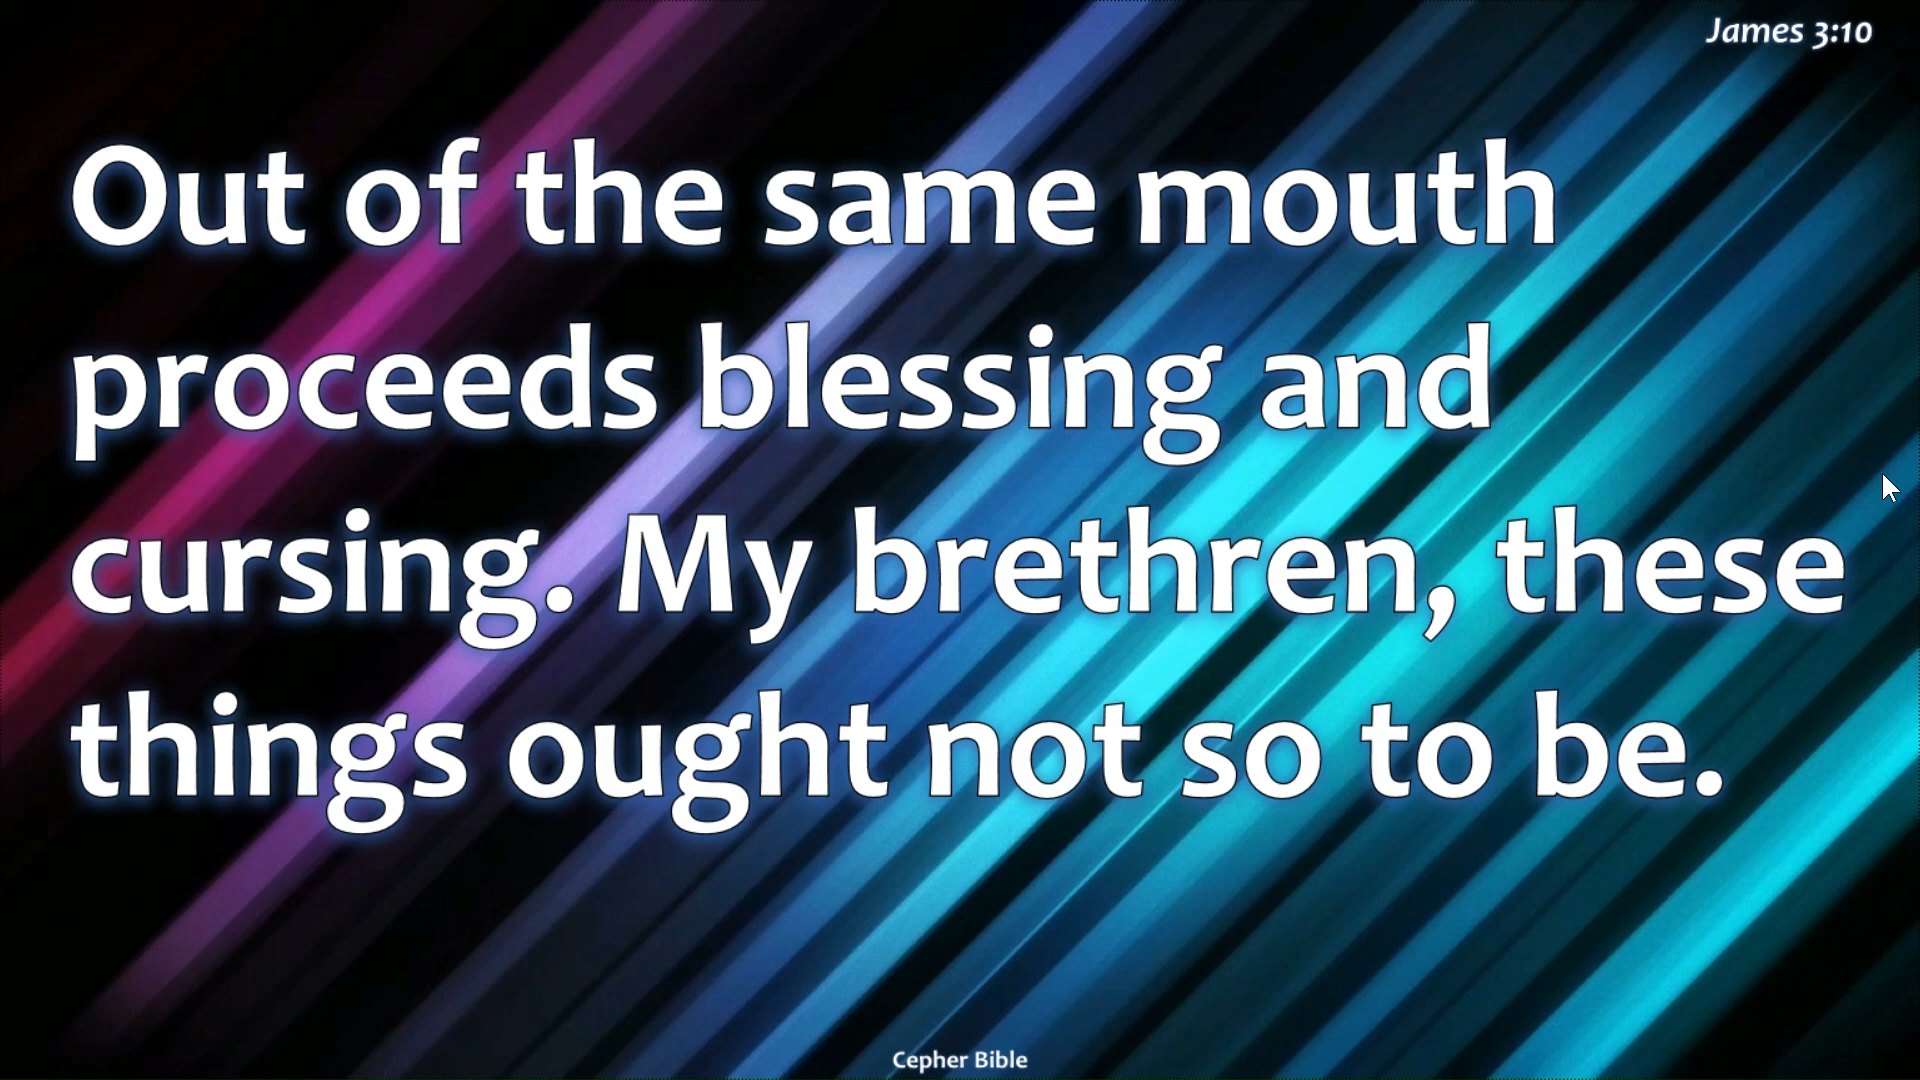 James 3:10
Out of the same mouth
proceeds blessing and
cursing. My brethren, these
things ought not so to be.
Cepher Bible